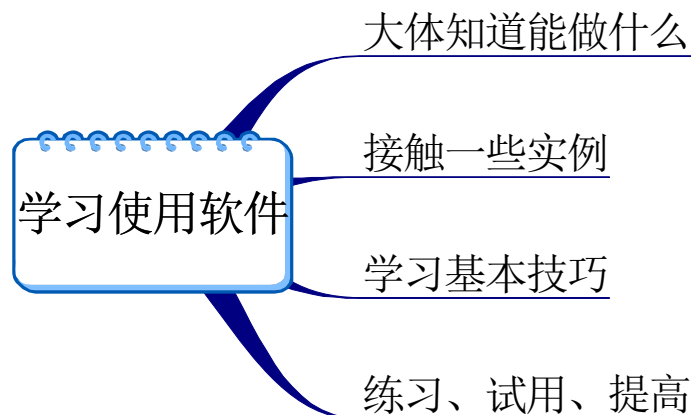 学习使用软件
大体知道能做什么
接触一些实例
学习基本技巧
练习、试用、提高